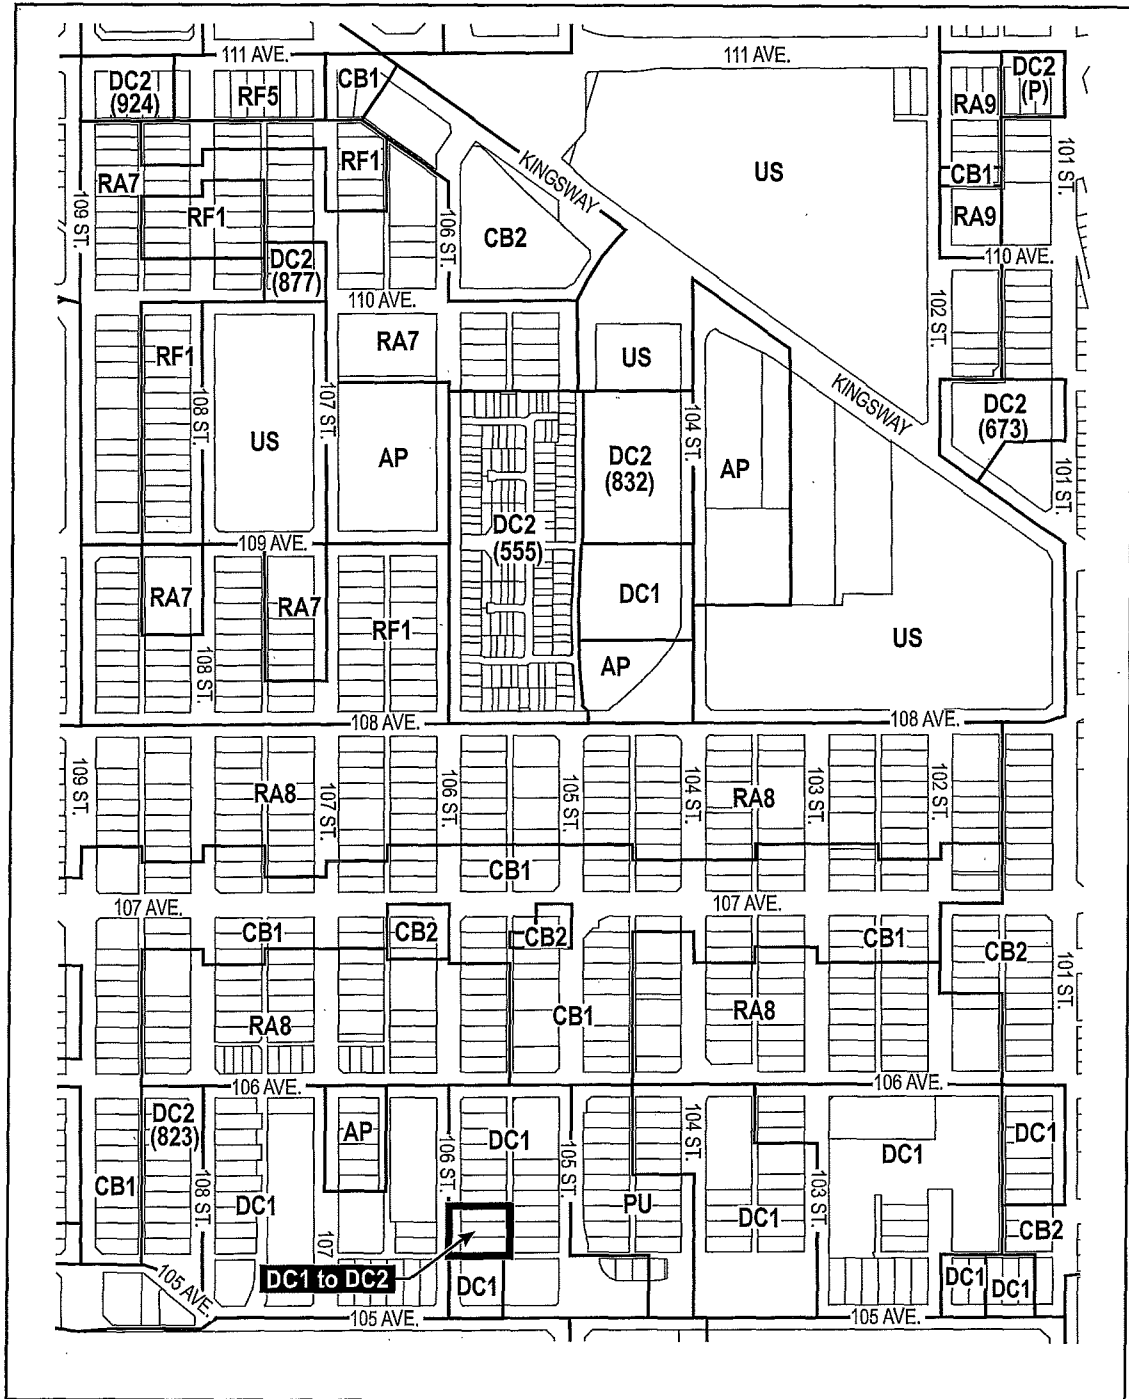 111 AVE.
111 AVE.
DC2
(924)
RF5
CB1
RA9
DC2
(P)
RA7
RF1
KINGSWAY
US
CB1
101 ST.
109 ST.
RF1
106 ST.
CB2
RA9
DC2
(877)
110 AVE.
110 AVE.
RF1
RA7
US
102 ST.
108 ST.
107 ST.
KINGSWAY
DC2
(673)
US
AP
DC2
(832)
104 ST.
AP
101 ST.
DC2
(555)
109 AVE.
RA7
RA7
DC1
RF1
US
108 ST.
AP
108 AVE.
108 AVE.
109 ST.
RA8
107 ST.
106 ST.
105 ST.
104 ST.
RA8
103 ST.
102 ST.
CB1
107 AVE.
107 AVE.
CB1
CB2
CB2
CB1
CB2
101 ST.
RA8
CB1
RA8
106 AVE.
106 AVE.
DC2
(823)
AP
106 ST.
DC1
105 ST.
104 ST.
DC1
DC1
CB1
108 ST.
DC1
PU
DC1
103 ST.
CB2
107
105 AVE.
DC1 to DC2
DC1
DC1
DC1
105 AVE.
105 AVE.